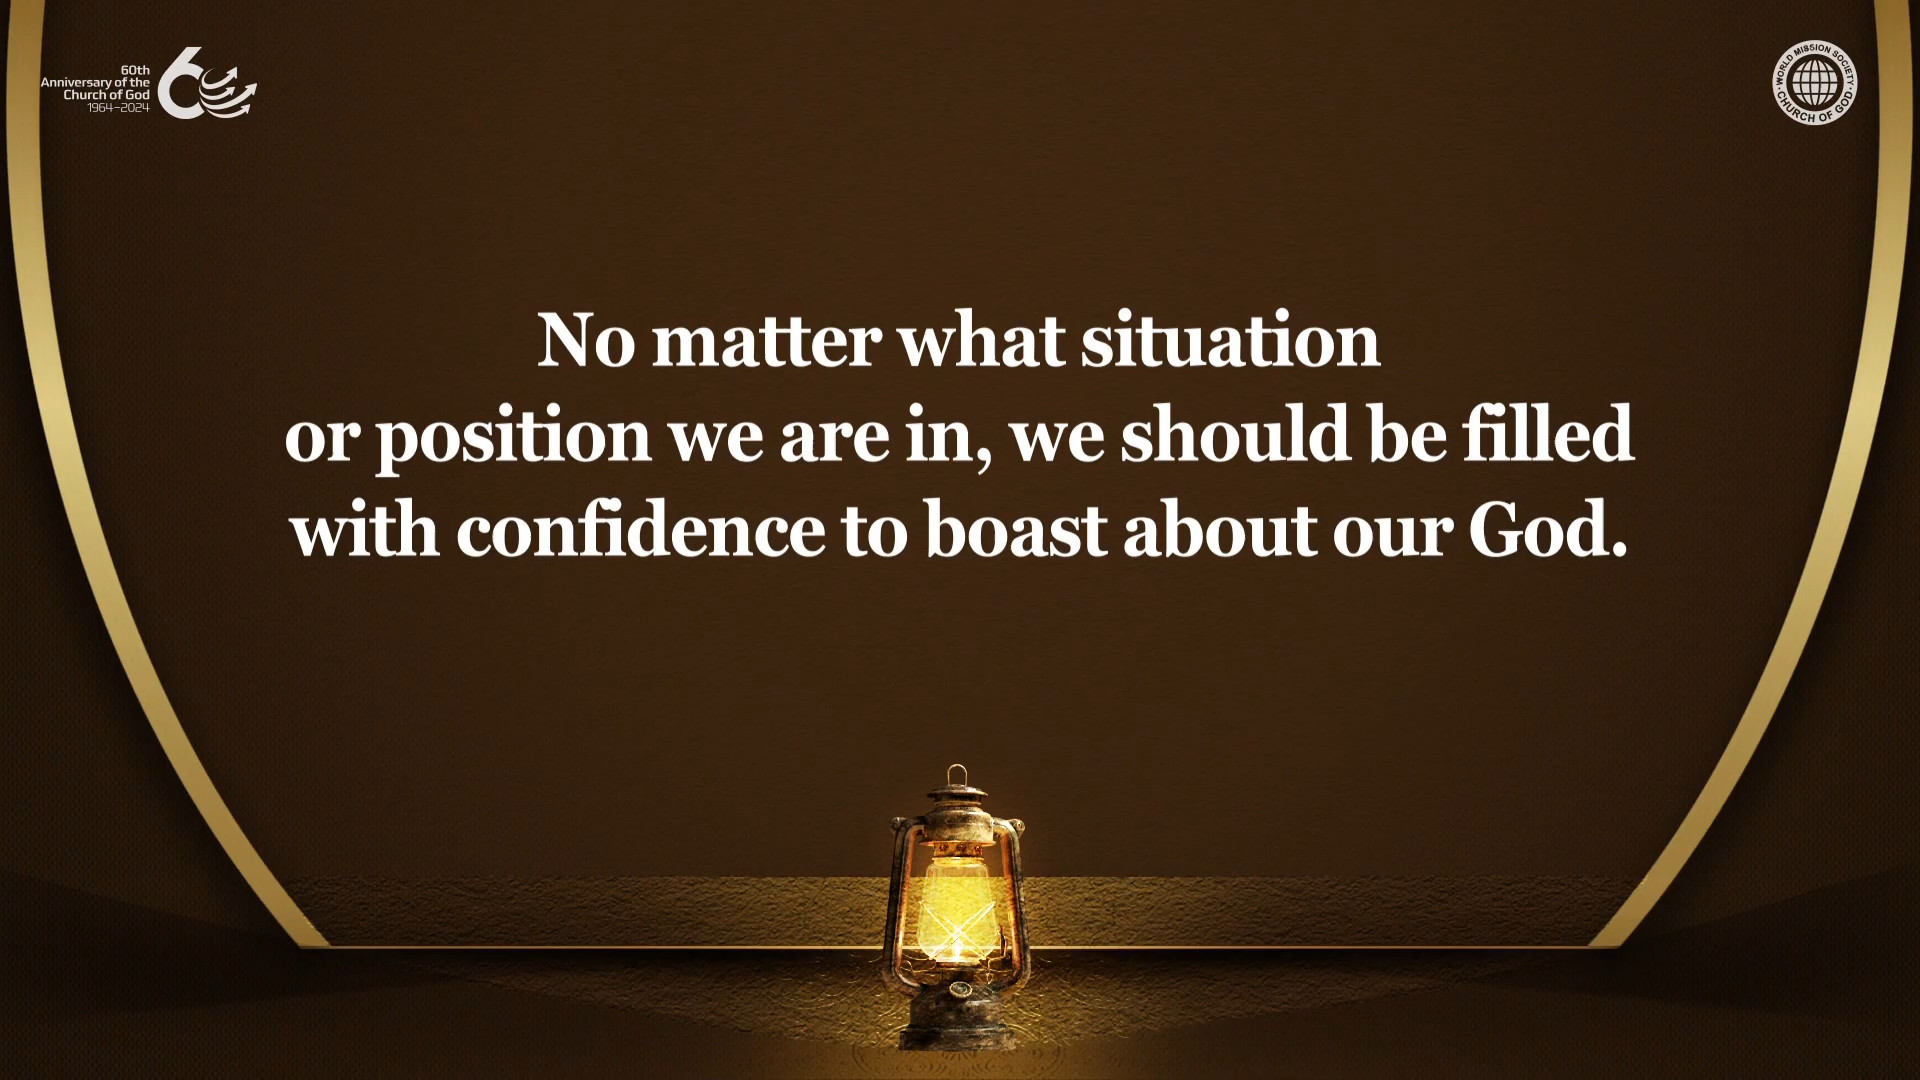 60th
Anniversary of the
Church of God
1964–2024
60
WORLD MISSION SOCIETY
CHURCH OF GOD
No matter what situation
or position we are in, we should be filled
with confidence to boast about our God.